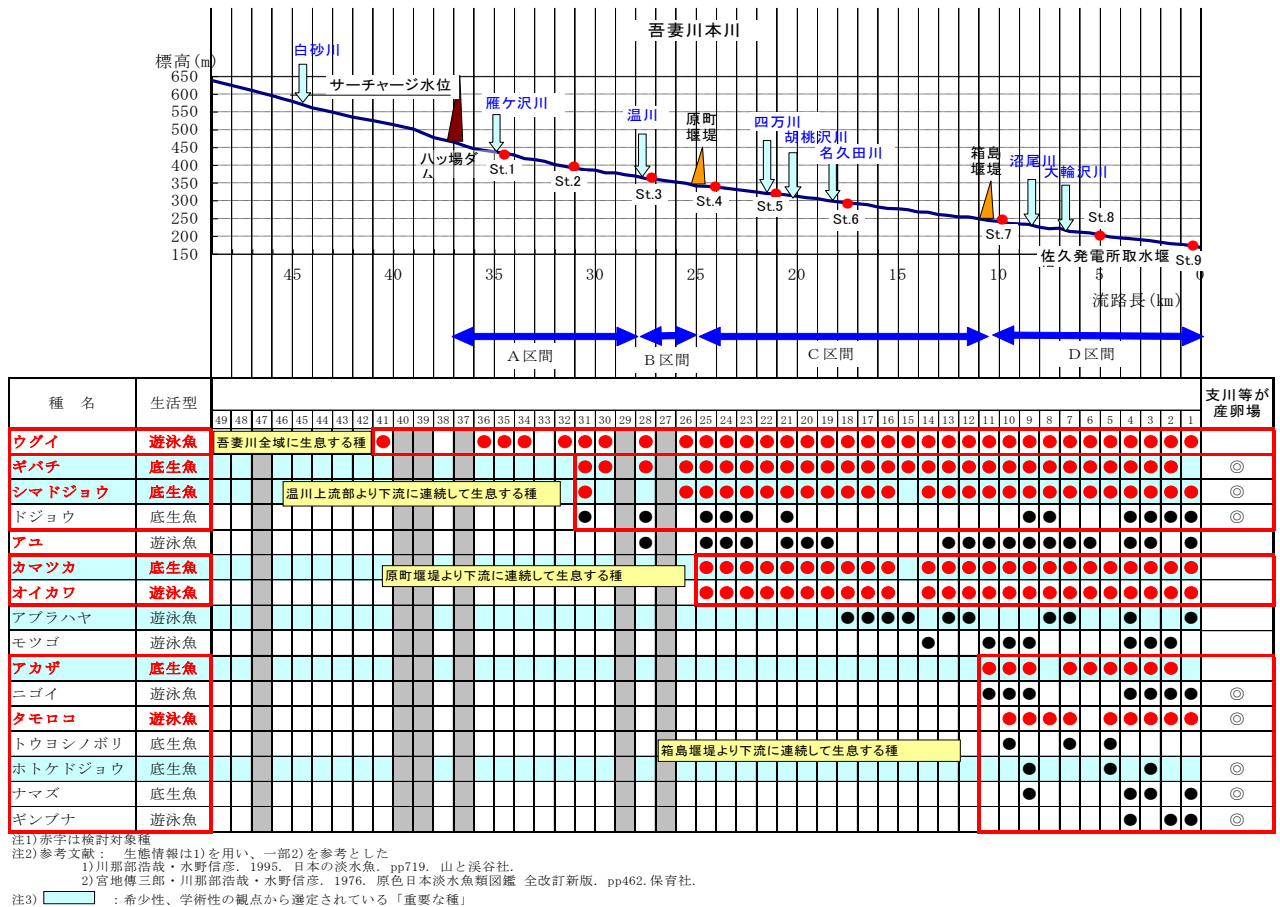 吾妻川本川
標高(m)
白砂川
サーチャージ水位
雁ケ沢川
温川
原町
堰堤
四万川
胡桃沢川
名久田川
箱島
堰堤
沼尾川
大輪沢川
650
600
550
500
450
400
350
300
250
200
150
八ッ場ダ
ム
St.1
St.2
St.3
St.4
St.5
St.6
St.7
St.8
St.9
佐久発電所取水堰
45 40 35 30 25 20 15 10 5 0
流路長(km)
A区間
B区間
C区間
D区間
種 名 生活型 支川等が
産卵場
49 48 47 46 45 44 43 42 41 40 39 38 37 36 35 34 33 32 31 30 29 28 27 26 25 24 23 22 21 20 19 18 17 16 15 14 13 12 11 10 9 8 7 6 5 4 3 2 1
ウグイ 遊泳魚 吾妻川全域に生息する種
ギバチ 底生魚 ◎
シマドジョウ 底生魚 温川上流部より下流に連続して生息する種 ◎
ドジョウ 底生魚 ◎
アユ 遊泳魚
カマツカ 底生魚 原町堰堤より下流に連続して生息する種
オイカワ 遊泳魚
アブラハヤ 遊泳魚
モツゴ 遊泳魚
アカザ 底生魚
ニゴイ 遊泳魚 ◎
タモロコ 遊泳魚 ◎
トウヨシノボリ 底生魚 箱島堰堤より下流に連続して生息する種
ホトケドジョウ 底生魚 ◎
ナマズ 底生魚 ◎
ギンブナ 遊泳魚 ◎
注1)赤字は検討対象種
注2)参考文献： 生態情報は1)を用い、一部2)を参考とした
1)川那部浩哉・水野信彦. 1995. 日本の淡水魚. pp719. 山と渓谷社.
2)宮地傳三郎・川那部浩哉・水野信彦. 1976. 原色日本淡水魚類図鑑 全改訂新版. pp462.保育社.
注3) ：希少性、学術性の観点から選定されている「重要な種」